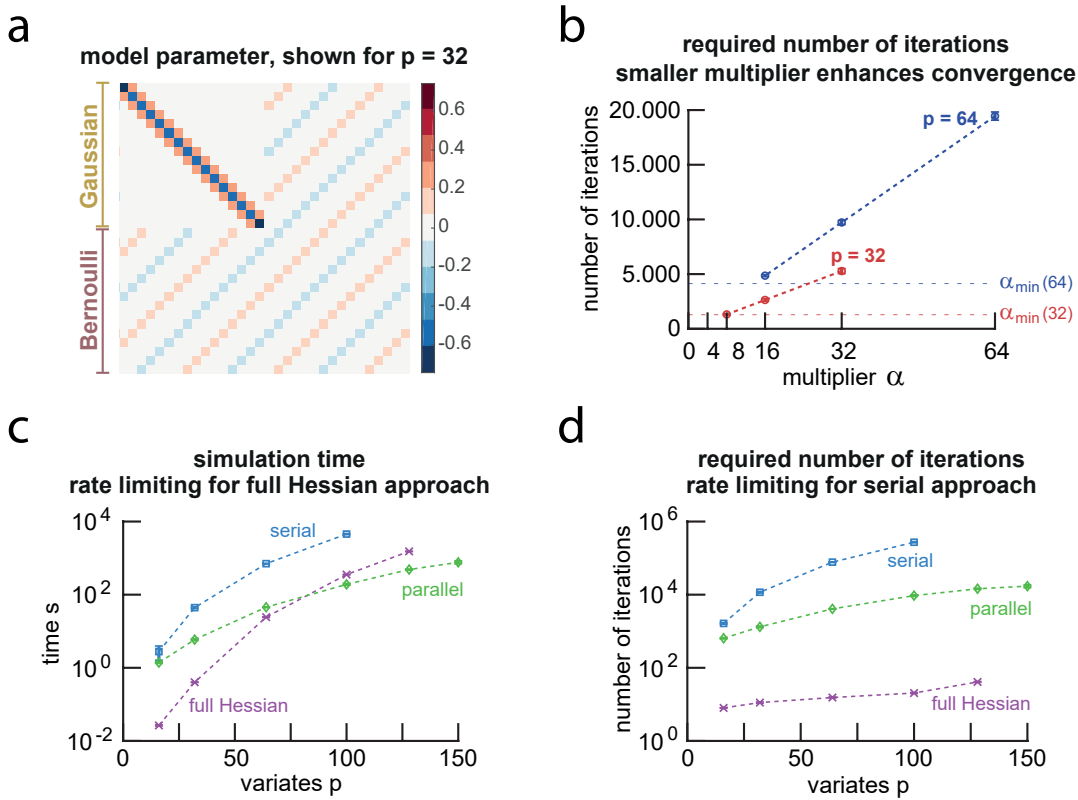 a
model parameter, shown for p = 32
Gaussian
Bernoulli
0.6
0.4
0.2
0
-0.2
-0.4
-0.6
b
required number of iterations
smaller multiplier enhances convergence
number of iterations
20.000
15.000
10.000
5.000
0
p = 64
p = 32
αmin(64)
αmin(32)
0 4 8 16 32 64
multiplier α
c
simulation time
rate limiting for full Hessian approach
time s
10^4
10^2
10^0
10^-2
serial
parallel
full Hessian
0 50 100 150
variates p
d
required number of iterations
rate limiting for serial approach
number of iterations
10^6
10^4
10^2
10^0
serial
parallel
full Hessian
0 50 100 150
variates p